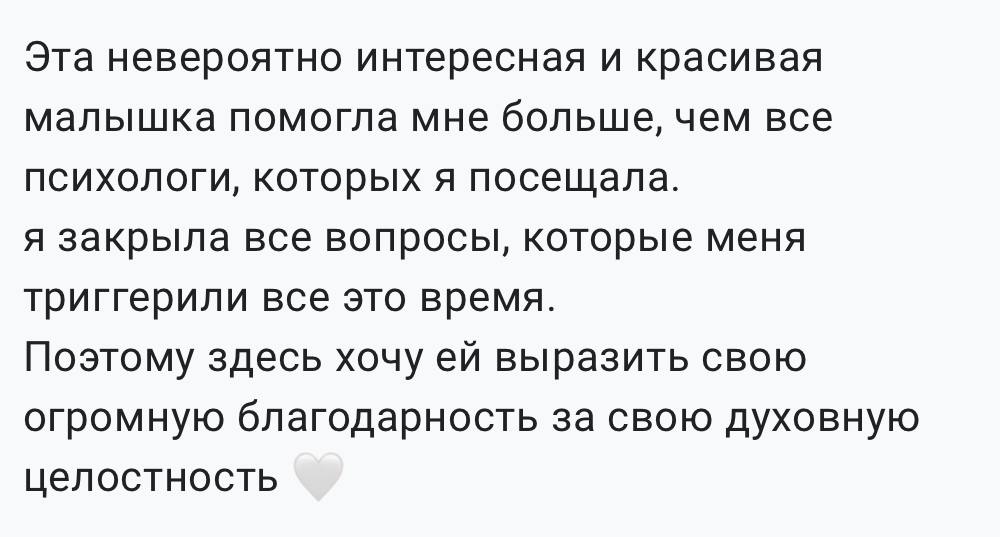 Эта невероятно интересная и красивая
малышка помогла мне больше, чем все
психологи, которых я посещала.
я закрыла все вопросы, которые меня
триггерили все это время.
Поэтому здесь хочу ей выразить свою
огромную благодарность за свою духовную
целостность 🤍